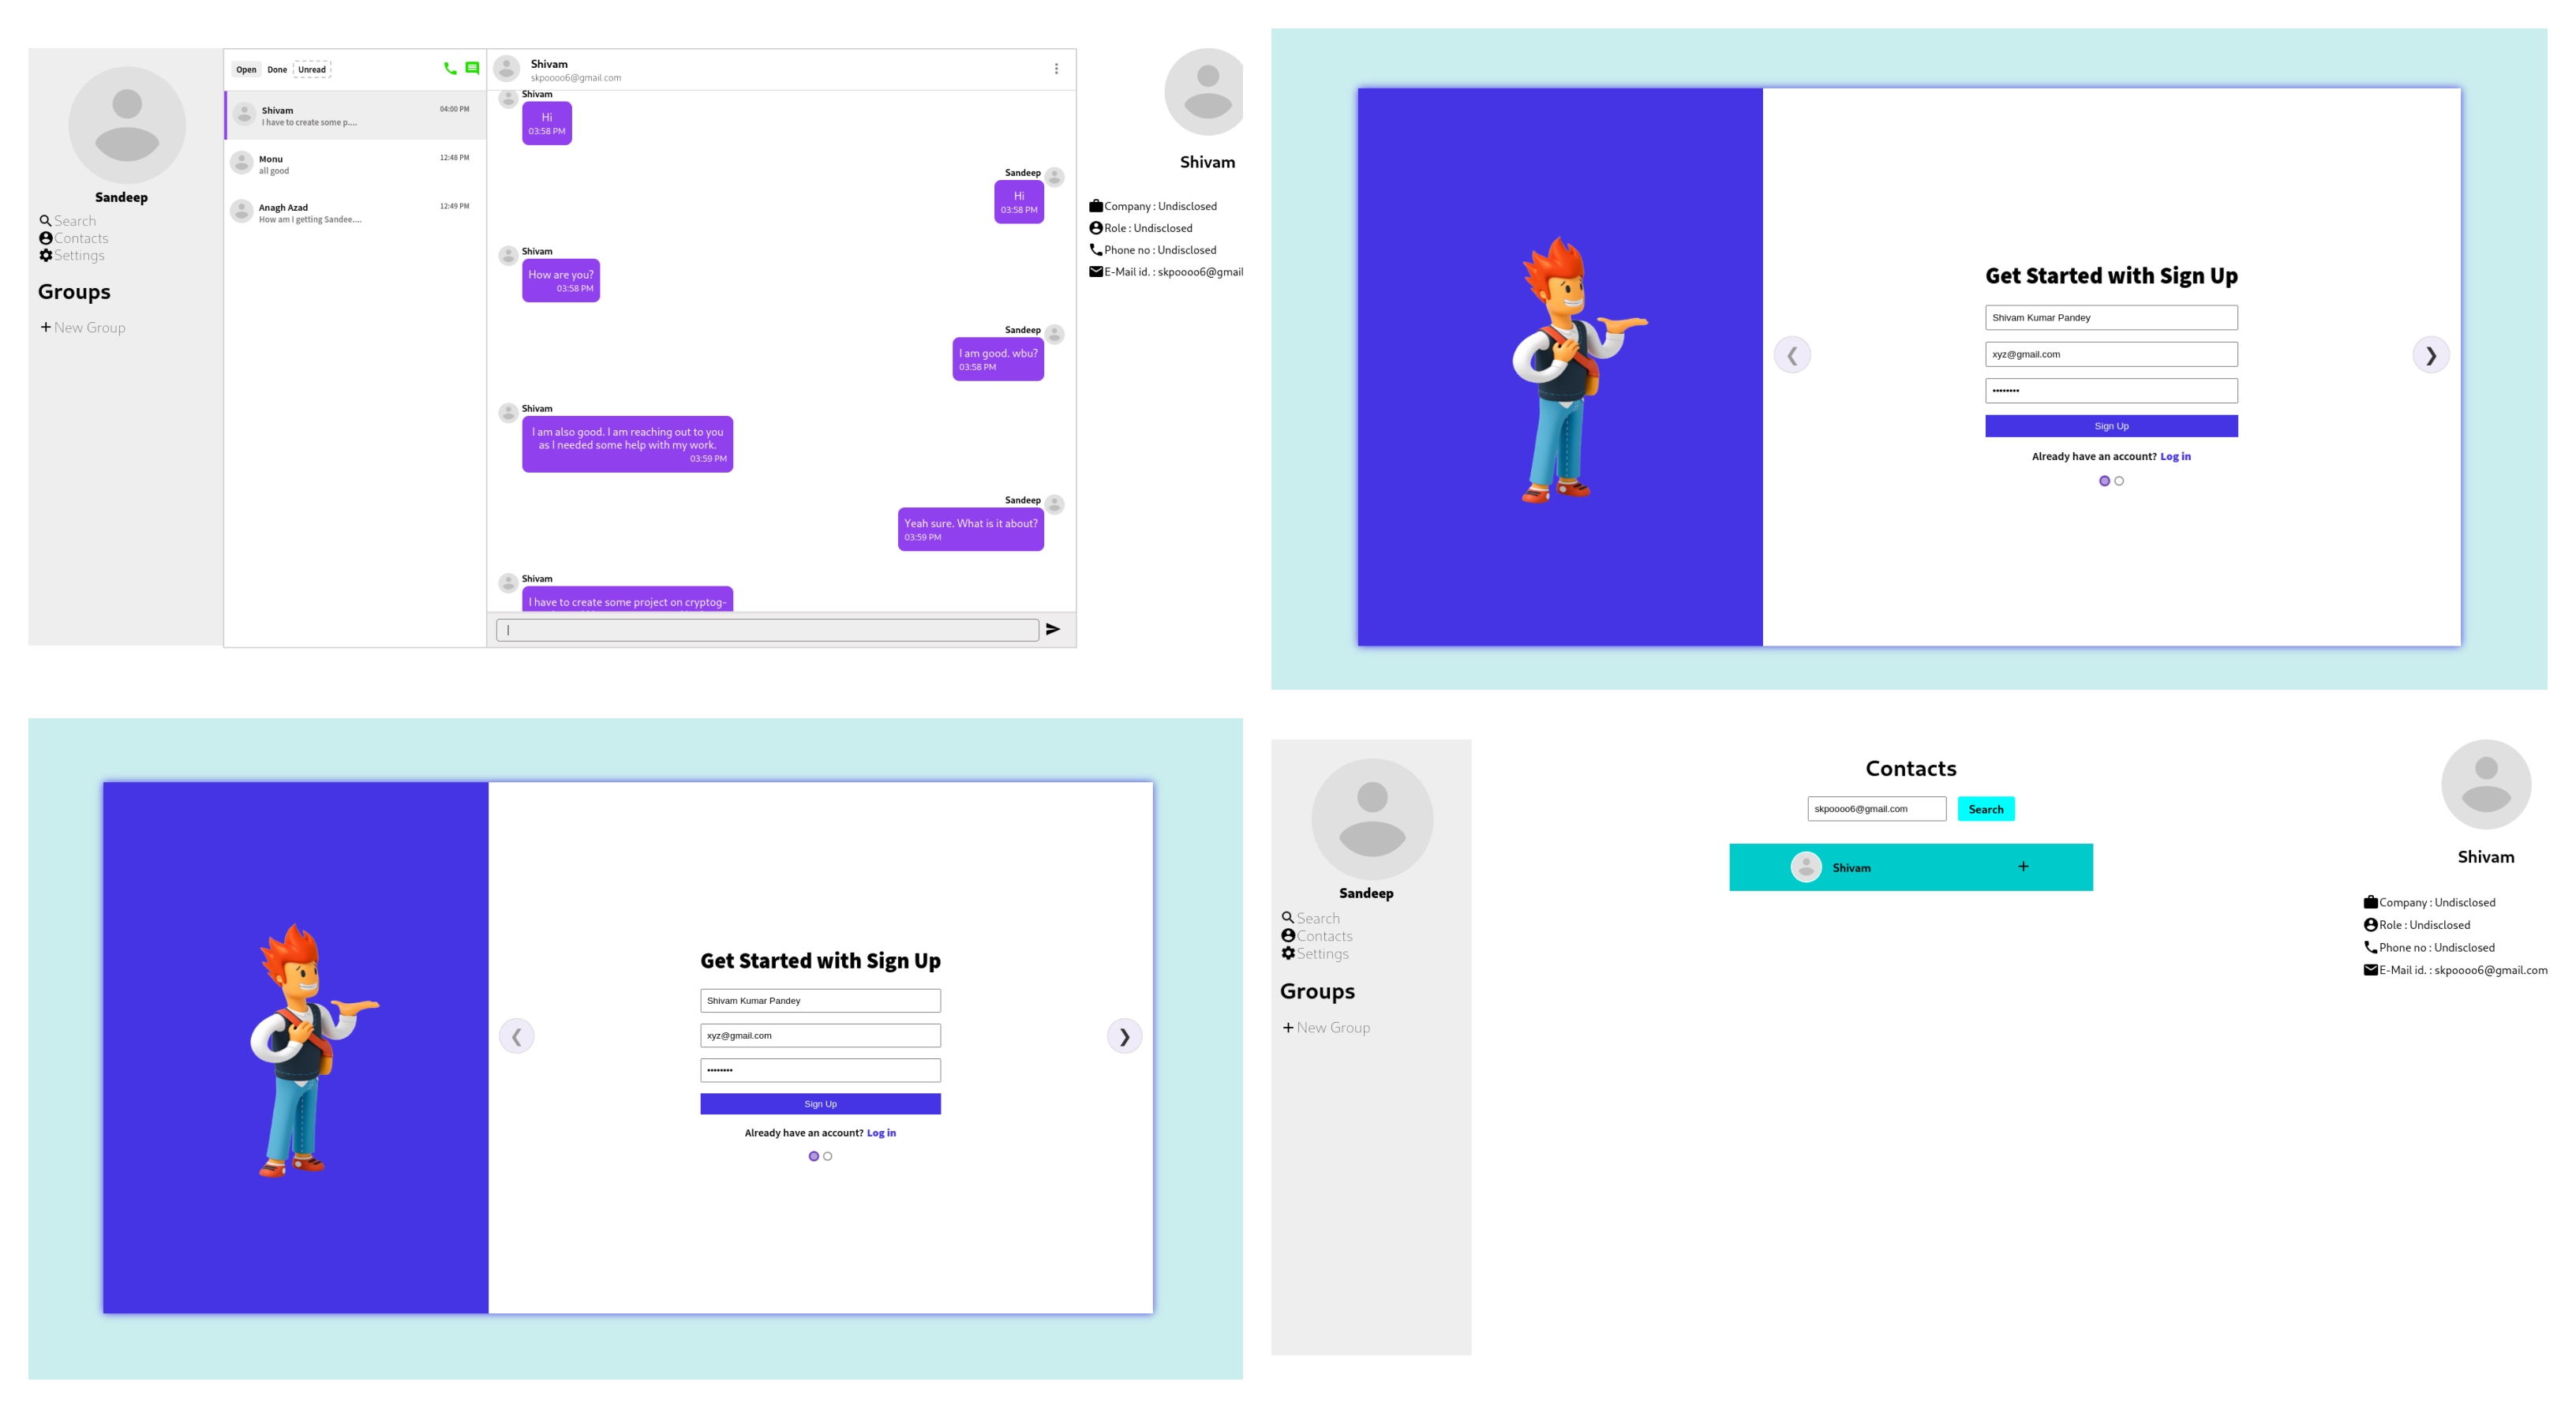 Sandeep
Search
Contacts
Settings
Groups
New Group
Open Done Unread
Shivam 04:00 PM
I have to create some p....
Monu 12:48 PM
all good
Anagh Azad 12:49 PM
How am I getting Sandee....
Shivam
skpoooo6@gmail.com
Shivam
Hi
03:58 PM
Sandeep
Hi
03:58 PM
Shivam
How are you?
03:58 PM
Sandeep
I am good. wbu?
03:58 PM
Shivam
I am also good. I am reaching out to you
as I needed some help with my work.
03:59 PM
Sandeep
Yeah sure. What is it about?
03:59 PM
Shivam
I have to create some project on cryptog-
Shivam
Company : Undisclosed
Role : Undisclosed
Phone no : Undisclosed
E-Mail id. : skpoooo6@gmail
Get Started with Sign Up
Shivam Kumar Pandey
xyz@gmail.com
Sign Up
Already have an account? Log in
Get Started with Sign Up
Shivam Kumar Pandey
xyz@gmail.com
Sign Up
Already have an account? Log in
Sandeep
Search
Contacts
Settings
Groups
New Group
Contacts
skpoooo6@gmail.com Search
Shivam
Shivam
Company : Undisclosed
Role : Undisclosed
Phone no : Undisclosed
E-Mail id. : skpoooo6@gmail.com